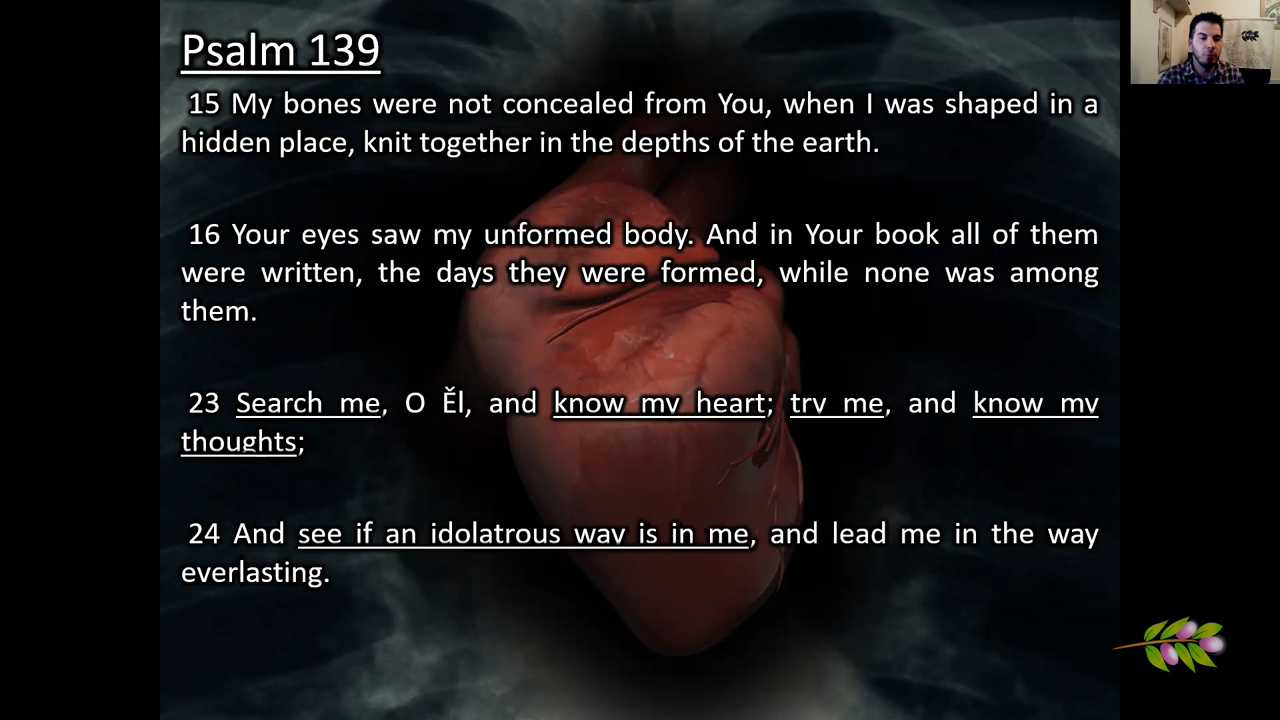 Psalm 139
15 My bones were not concealed from You, when I was shaped in a
hidden place, knit together in the depths of the earth.
16 Your eyes saw my unformed body. And in Your book all of them
were written, the days they were formed, while none was among
them.
23 Search me, O Ěl, and know my heart; try me, and know my
thoughts;
24 And see if an idolatrous way is in me, and lead me in the way
everlasting.